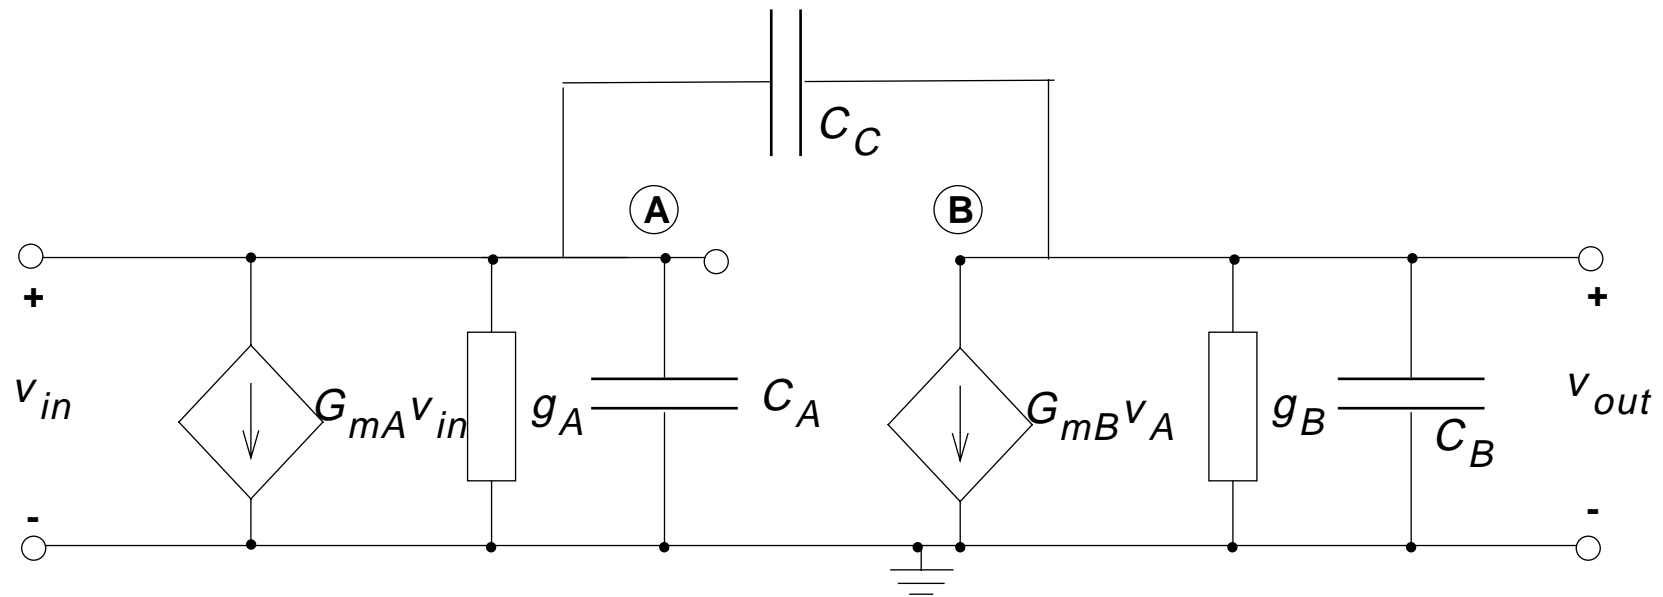 C_C
A
B
+
+
v_in
G_mA v_in
g_A
C_A
G_mB v_A
g_B
C_B
v_out
-
-